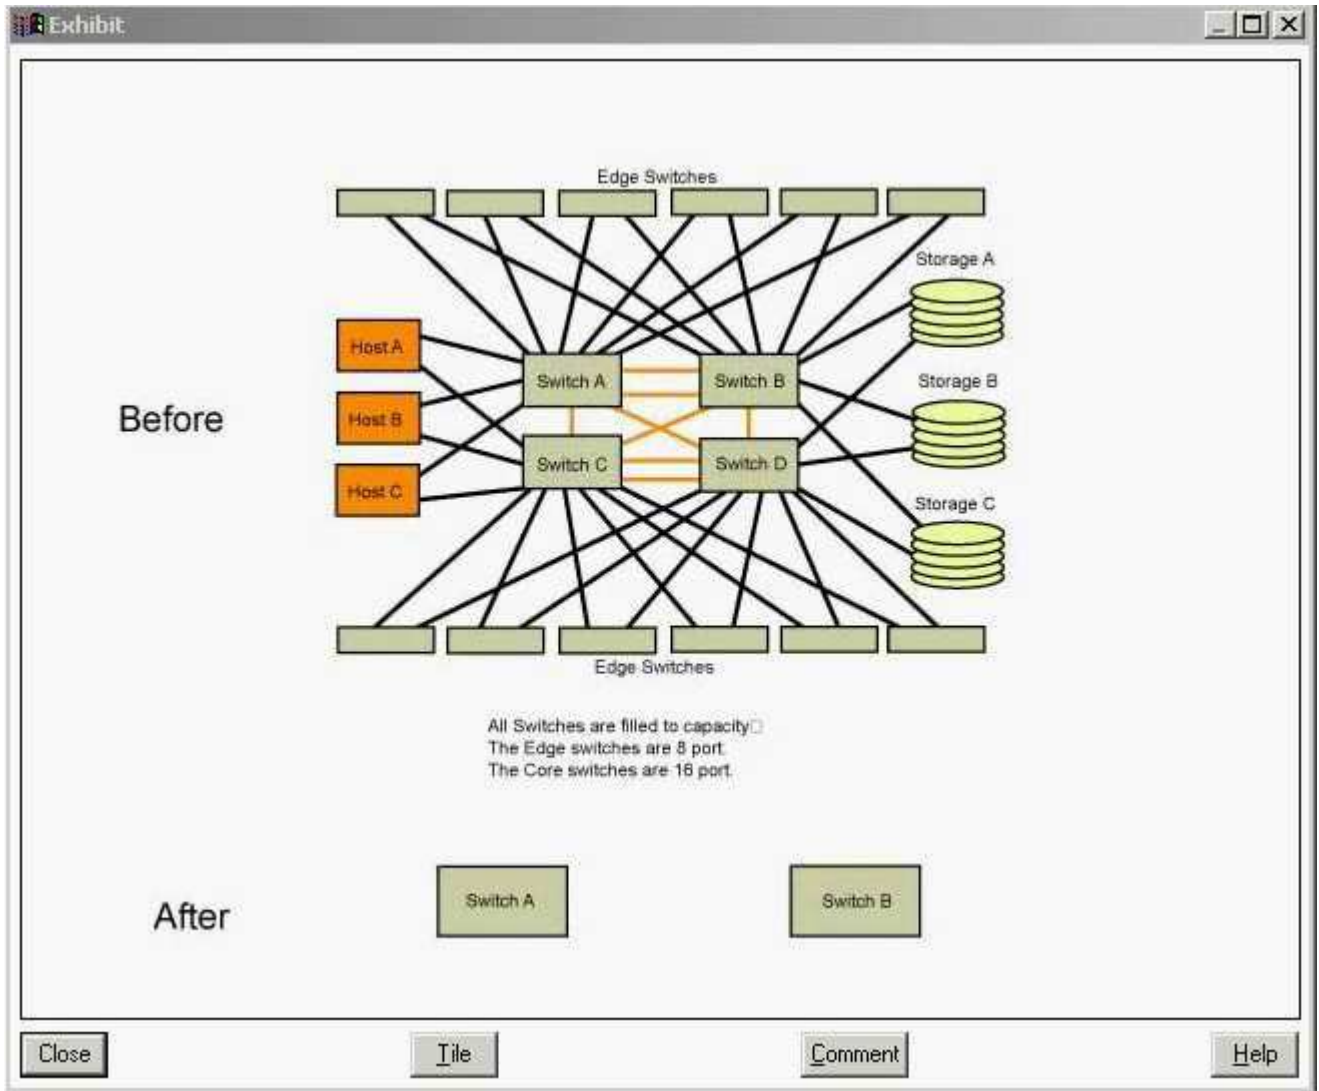 Exhibit
Edge Switches
Storage A
Host A
Switch A
Switch B
Storage B
Before
Host B
Switch C
Switch D
Host C
Storage C
Edge Switches
All Switches are filled to capacity
The Edge switches are 8 port.
The Core switches are 16 port.
After
Switch A
Switch B
Close
Tile
Comment
Help